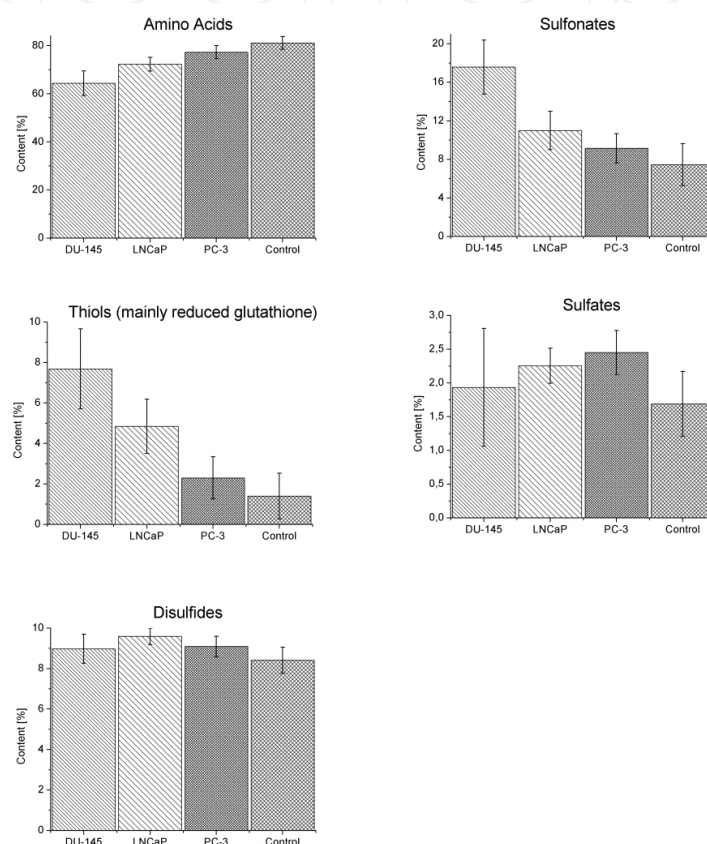 Amino Acids
Content [%]
80
60
40
20
0
DU-145 LNCaP PC-3 Control
Sulfonates
Content [%]
20
16
12
8
4
0
DU-145 LNCaP PC-3 Control
Thiols (mainly reduced glutathione)
Content [%]
10
8
6
4
2
0
DU-145 LNCaP PC-3 Control
Sulfates
Content [%]
3,0
2,5
2,0
1,5
1,0
0,5
0,0
DU-145 LNCaP PC-3 Control
Disulfides
Content [%]
10
8
6
4
2
0
DU-145 LNCaP PC-3 Control